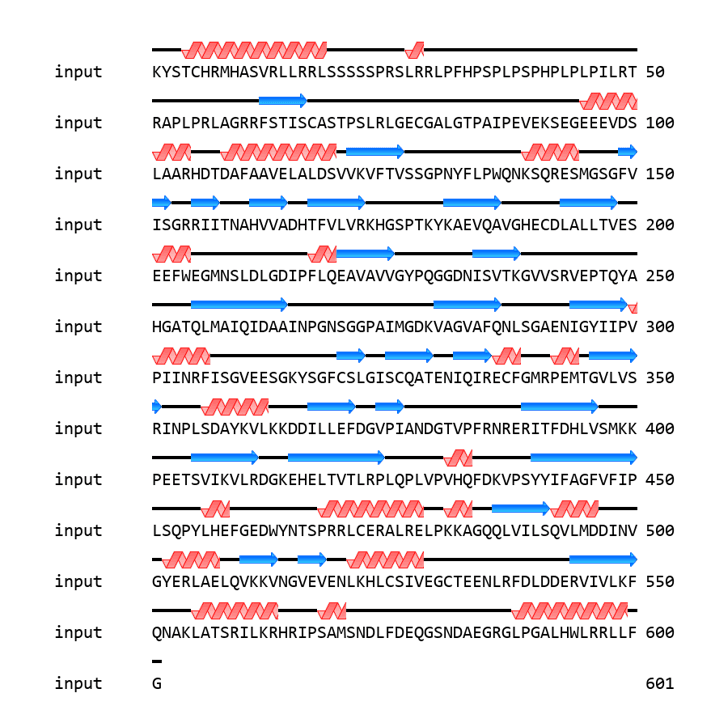 input KYSTCHRMHASVRLLRRLSSSSSPRSLRRLPFHPSPLPSPHPLPLPILRT 50
input RAPLPRLAGRRFSTISCASTPSLRLGECGALGTPAIPEVEKSEGEEEVDS 100
input LAARHDTDAFAAVELALDSVVKVFTVSSGPNYFLPWQNKSQRESMGSGFV 150
input ISGRRIITNAHVVADHTFVLVRKHGSPTKYKAEVQAVGHECDLALLTVES 200
input EEFWEGMNSLDLGDIPFLQEAVAVVGYPQGGDNISVTKGVVSRVEPTQYA 250
input HGATQLMAIQIDAAINPGNSGGPAIMGDKVAGVAFQNLSGAENIGYIIPV 300
input PIINRFISGVEESGKYSGFCSLGISCQATENIQIRECFGMRPEMTGVLVS 350
input RINPLSDAYKVLKKDDILLEFDGVPIANDGTVPFRNRERITFDHLVSMKK 400
input PEETSVIKVLRDGKEHELTVTLRPLQPLVPVHQFDKVPSYYIFAGFVFIP 450
input LSQPYLHEFGEDWYNTSPRRLCERALRELPKKAGQQLVILSQVLMDDINV 500
input GYERLAELQVKKVNGVEVENLKHLCSIVEGCTEENLRFDLDDERVIVLKF 550
input QNAKLATSRILKRHRIPSAMSNDLFDEQGSNDAEGRGLPGALHWLRRLLF 600
input G 601